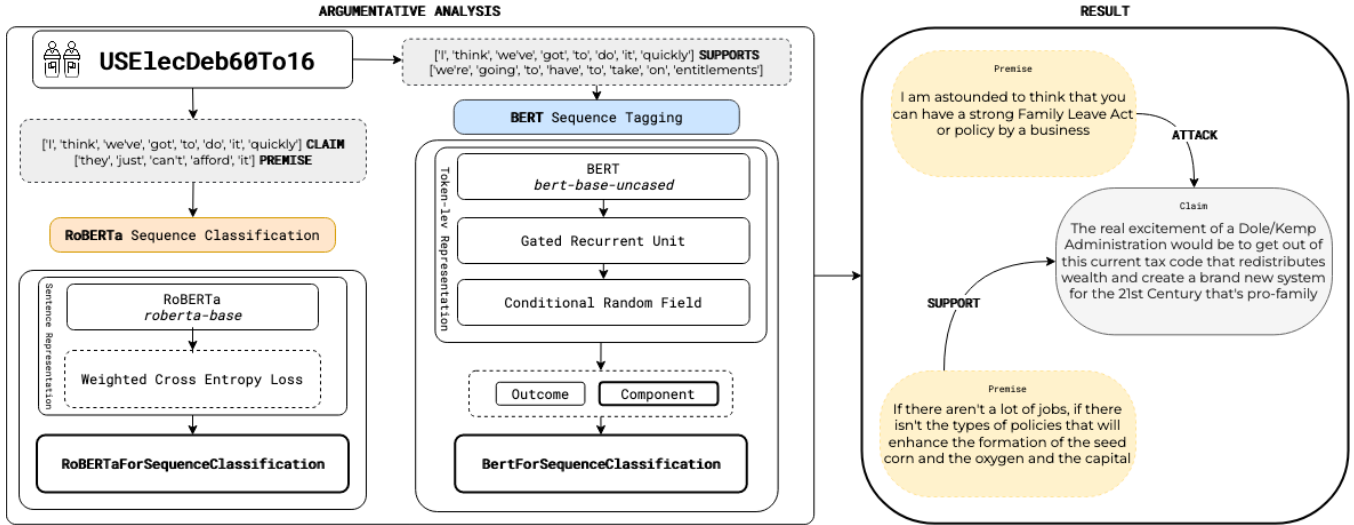 ARGUMENTATIVE ANALYSIS
USElecDeb60To16
['I', 'think', 'we've', 'got', 'to', 'do', 'it', 'quickly'] SUPPORTS
['we're', 'going', 'to', 'have', 'to', 'take', 'on', 'entitlements']
['I', 'think', 'we've', 'got', 'to', 'do', 'it', 'quickly'] CLAIM
['they', 'just', 'can't', 'afford', 'it'] PREMISE
RoBERTa Sequence Classification
Sentence Representation
RoBERTa
roberta-base
Weighted Cross Entropy Loss
RoBERTaForSequenceClassification
BERT Sequence Tagging
Token-lev Representation
BERT
bert-base-uncased
Gated Recurrent Unit
Conditional Random Field
Outcome
Component
BertForSequenceClassification
RESULT
Premise
I am astounded to think that you
can have a strong Family Leave Act
or policy by a business
ATTACK
Claim
The real excitement of a Dole/Kemp
Administration would be to get out of
this current tax code that redistributes
wealth and create a brand new system
for the 21st Century that's pro-family
SUPPORT
Premise
If there aren't a lot of jobs, if there
isn't the types of policies that will
enhance the formation of the seed
corn and the oxygen and the capital